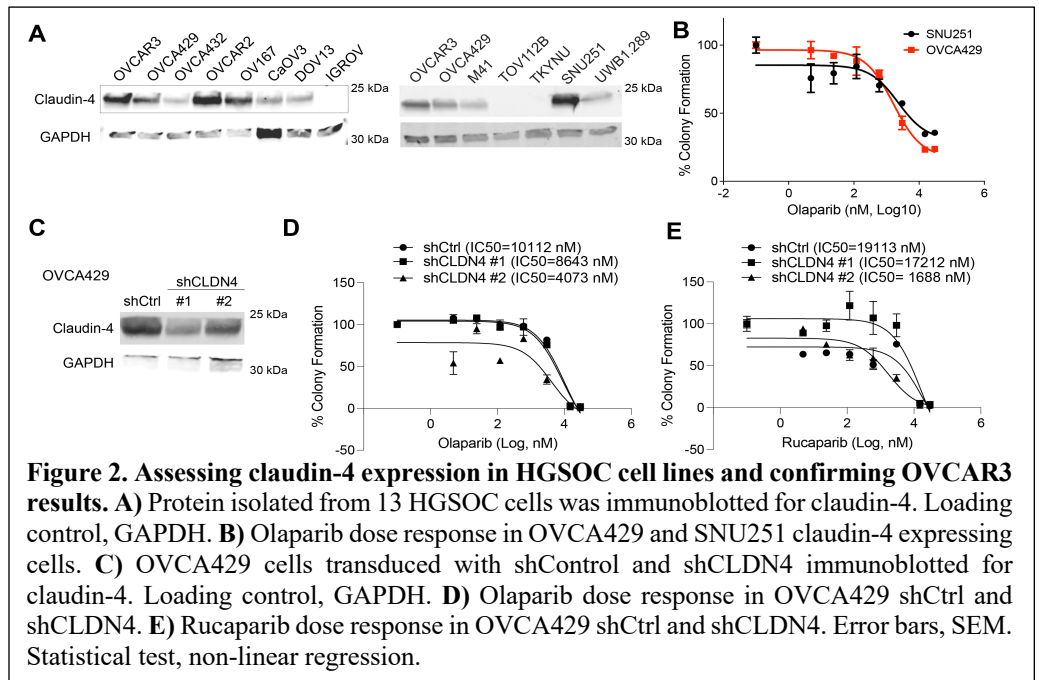 A
OVCAR3
OVCA429
OVCA432
OVCAR2
OV167
CaOV3
DOV13
IGROV
Claudin-4
25 kDa
GAPDH
30 kDa
OVCAR3
OVCA429
M41
TOV112B
TKYNU
SNU251
UWB1.289
25 kDa
30 kDa
B
SNU251
OVCA429
% Colony Formation
100
50
0
-2
0
2
4
6
Olaparib (nM, Log10)
C
OVCA429
shCLDN4
shCtrl
#1
#2
25 kDa
Claudin-4
GAPDH
30 kDa
D
shCtrl (IC50=10112 nM)
shCLDN4 #1 (IC50=8643 nM)
shCLDN4 #2 (IC50=4073 nM)
% Colony Formation
150
100
50
0
-50
0
2
4
6
Olaparib (Log, nM)
E
shCtrl (IC50=19113 nM)
shCLDN4 #1 (IC50=17212 nM)
shCLDN4 #2 (IC50= 1688 nM)
% Colony Formation
150
100
50
0
-50
0
2
4
6
Rucaparib (Log, nM)
Figure 2. Assessing claudin-4 expression in HGSOC cell lines and confirming OVCAR3
results. A) Protein isolated from 13 HGSOC cells was immunoblotted for claudin-4. Loading
control, GAPDH. B) Olaparib dose response in OVCA429 and SNU251 claudin-4 expressing
cells. C) OVCA429 cells transduced with shControl and shCLDN4 immunoblotted for
claudin-4. Loading control, GAPDH. D) Olaparib dose response in OVCA429 shCtrl and
shCLDN4. E) Rucaparib dose response in OVCA429 shCtrl and shCLDN4. Error bars, SEM.
Statistical test, non-linear regression.